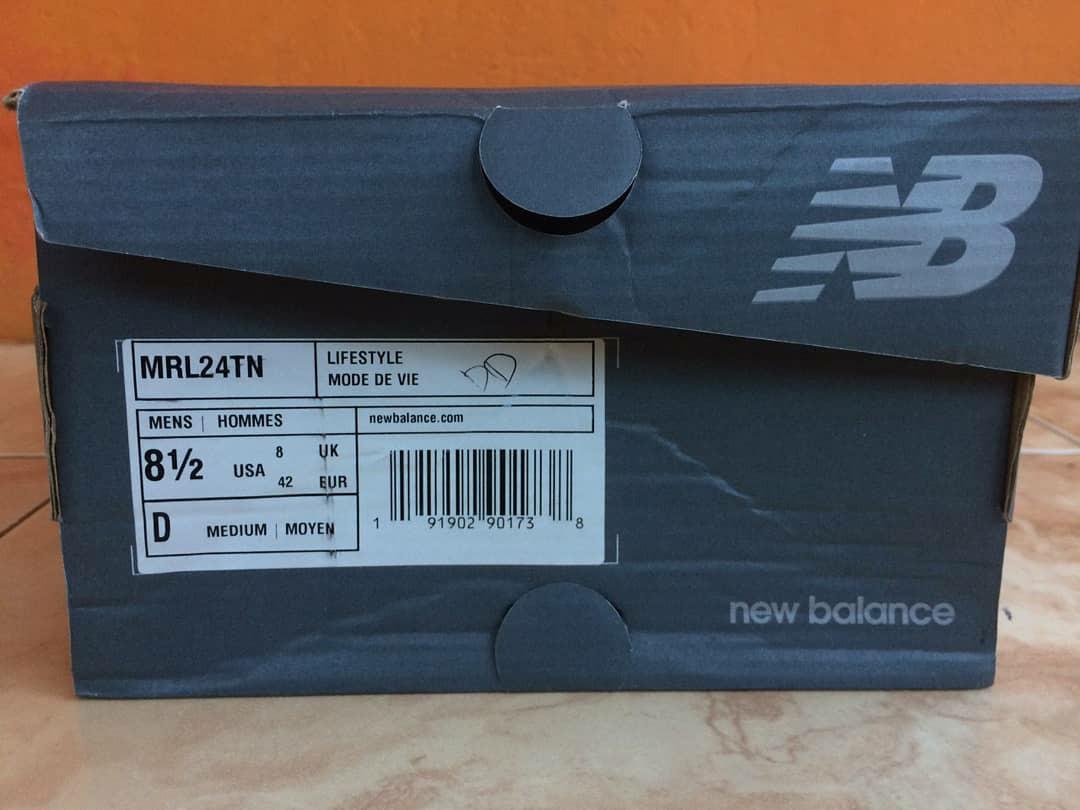 NB
MRL24TN
LIFESTYLE
MODE DE VIE
MENS | HOMMES
newbalance.com
8½ USA 8 UK
42 EUR
D MEDIUM | MOYEN
1 91902 90173 8
new balance